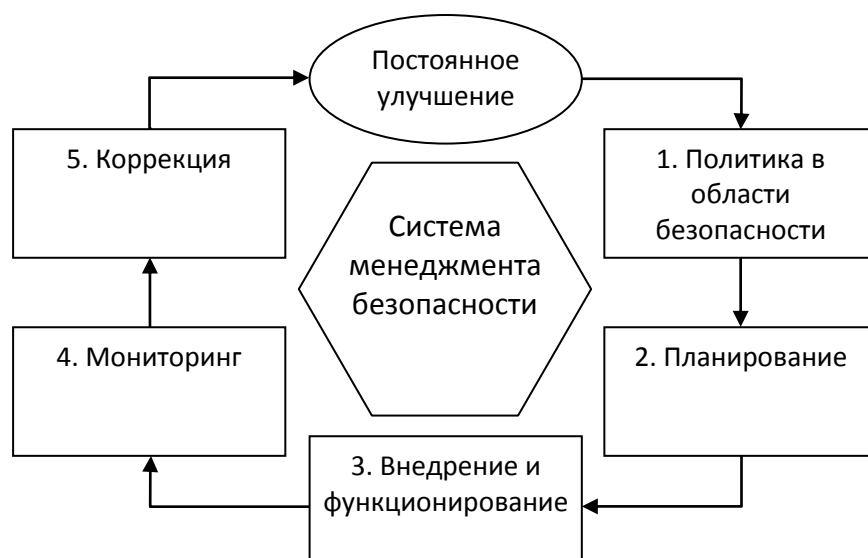 Постоянное
улучшение
5. Коррекция
1. Политика в
области
безопасности
Система
менеджмента
безопасности
4. Мониторинг
2. Планирование
3. Внедрение и
функционирование